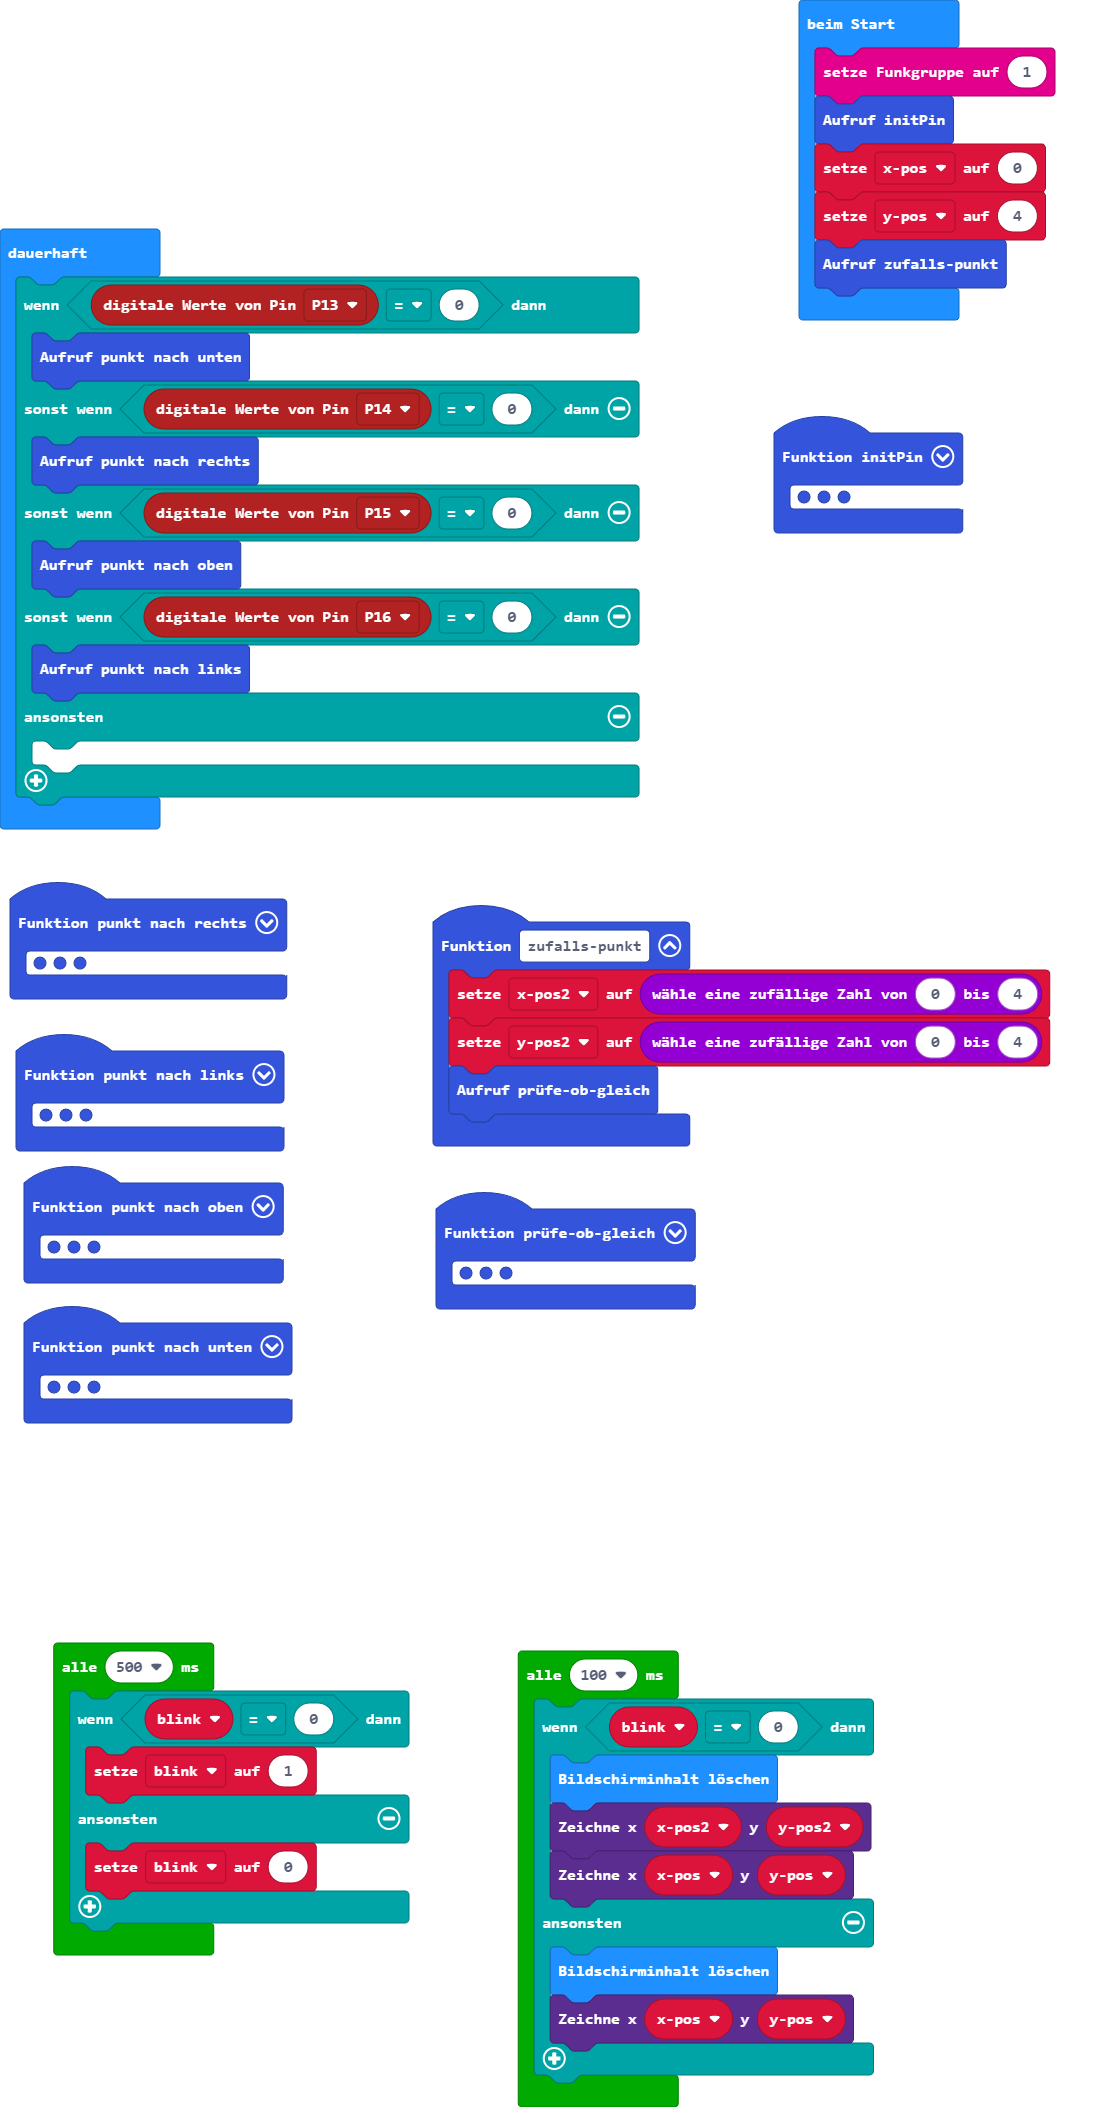 beim Start
setze Funkgruppe auf 1
Aufruf initPin
setze x-pos auf 0
setze y-pos auf 4
Aufruf zufalls-punkt
dauerhaft
wenn digitale Werte von Pin P13 = 0 dann
Aufruf punkt nach unten
sonst wenn digitale Werte von Pin P14 = 0 dann
Aufruf punkt nach rechts
sonst wenn digitale Werte von Pin P15 = 0 dann
Aufruf punkt nach oben
sonst wenn digitale Werte von Pin P16 = 0 dann
Aufruf punkt nach links
ansonsten
Funktion initPin
Funktion punkt nach rechts
Funktion punkt nach links
Funktion punkt nach oben
Funktion punkt nach unten
Funktion zufalls-punkt
setze x-pos2 auf wähle eine zufällige Zahl von 0 bis 4
setze y-pos2 auf wähle eine zufällige Zahl von 0 bis 4
Aufruf prüfe-ob-gleich
Funktion prüfe-ob-gleich
alle 500 ms
wenn blink = 0 dann
setze blink auf 1
ansonsten
setze blink auf 0
alle 100 ms
wenn blink = 0 dann
Bildschirminhalt löschen
Zeichne x x-pos2 y y-pos2
Zeichne x x-pos y y-pos
ansonsten
Bildschirminhalt löschen
Zeichne x x-pos y y-pos